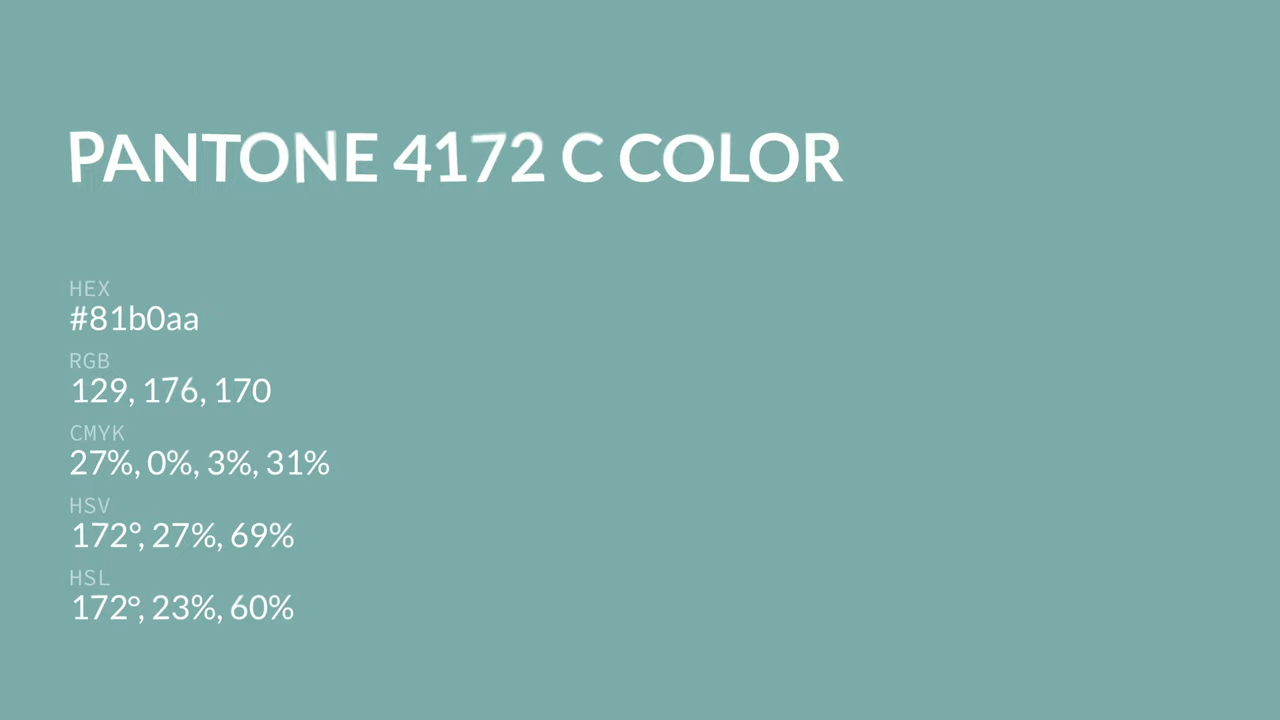 PANTONE 4172 C COLOR
HEX
#81b0aa
RGB
129, 176, 170
CMYK
27%, 0%, 3%, 31%
HSV
172°, 27%, 69%
HSL
172°, 23%, 60%